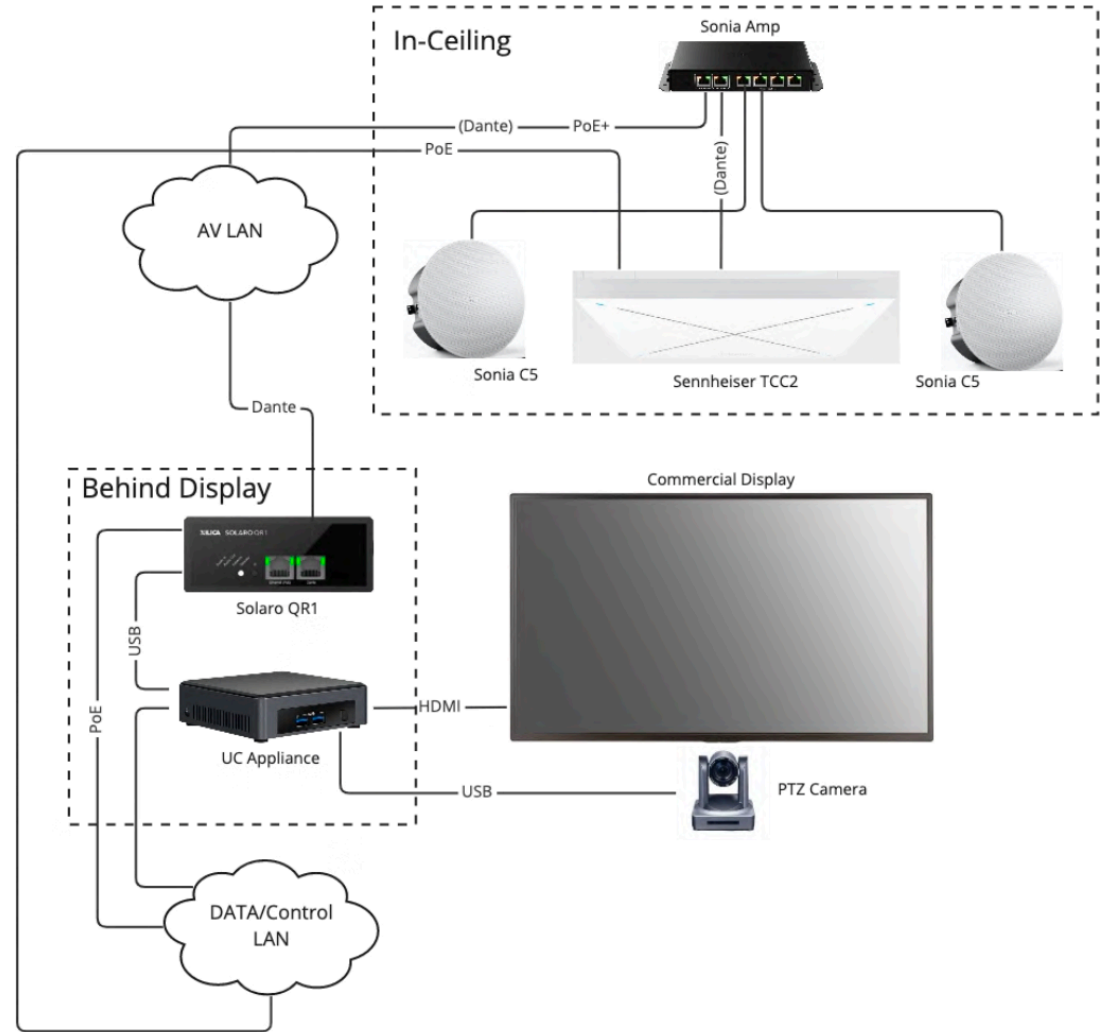 In-Ceiling
Sonia Amp
(Dante)
PoE+
PoE
(Dante)
AV LAN
Sonia C5
Sennheiser TCC2
Sonia C5
Dante
Behind Display
Commercial Display
XILICA SOLARO QR1
Solaro QR1
USB
PoE
HDMI
UC Appliance
USB
PTZ Camera
DATA/Control
LAN